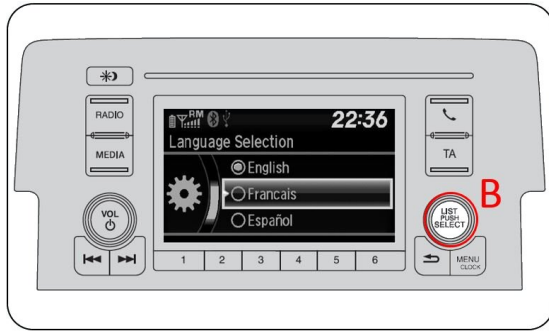 RADIO
MEDIA
VOL
RM
22:36
Language Selection
English
Francais
Español
1 2 3 4 5 6
TA
B
LIST
PUSH
SELECT
MENU
CLOCK